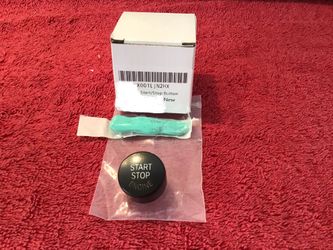 X001LJN2HX
Start/Stop Button
New
START
STOP
ENGINE